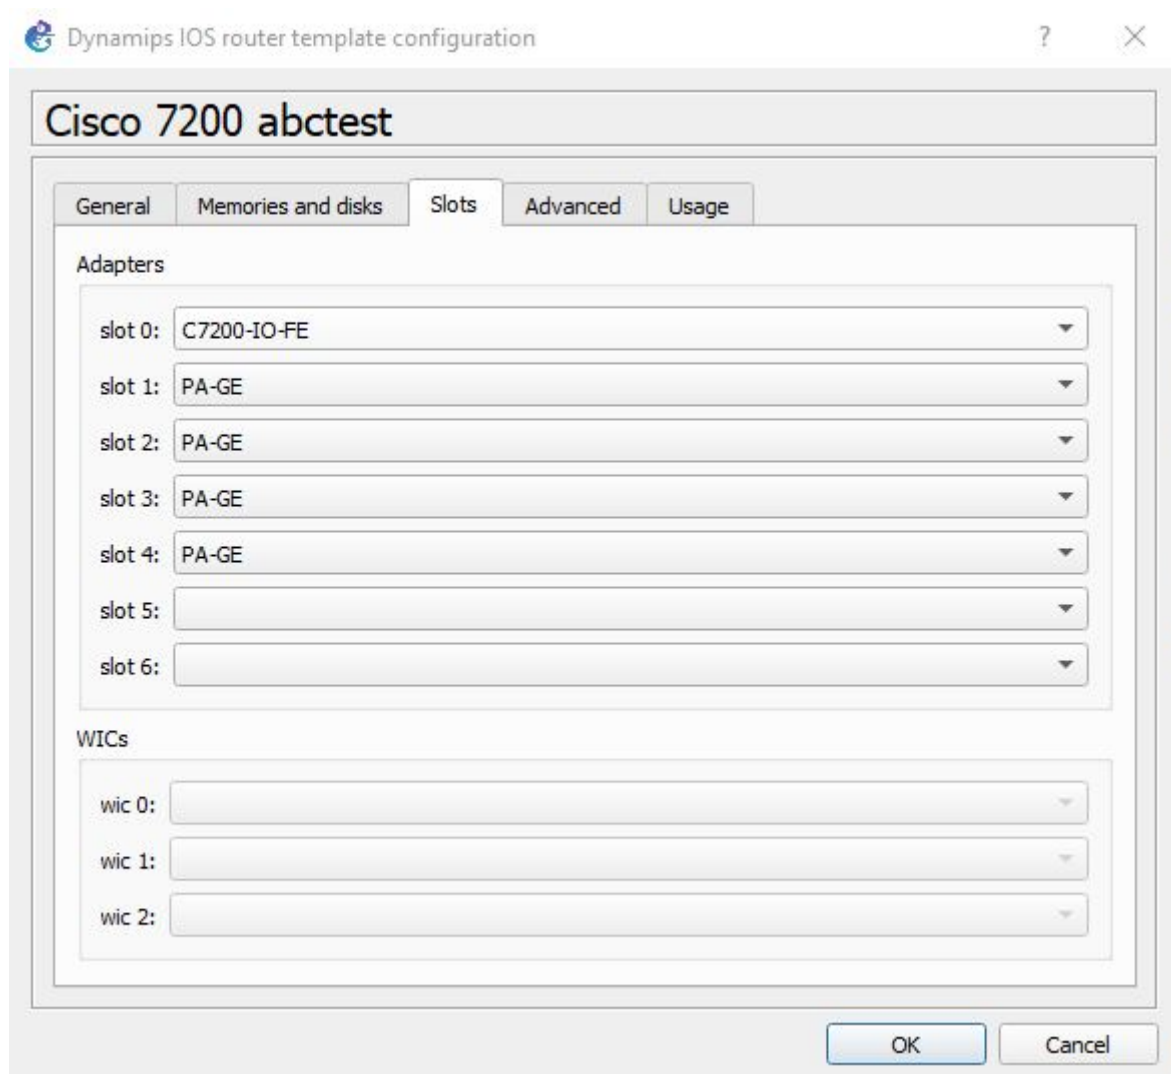 Dynamips IOS router template configuration ?
Cisco 7200 abctest
General Memories and disks Slots Advanced Usage
Adapters
slot 0: C7200-IO-FE
slot 1: PA-GE
slot 2: PA-GE
slot 3: PA-GE
slot 4: PA-GE
slot 5:
slot 6:
WICs
wic 0:
wic 1:
wic 2:
OK Cancel